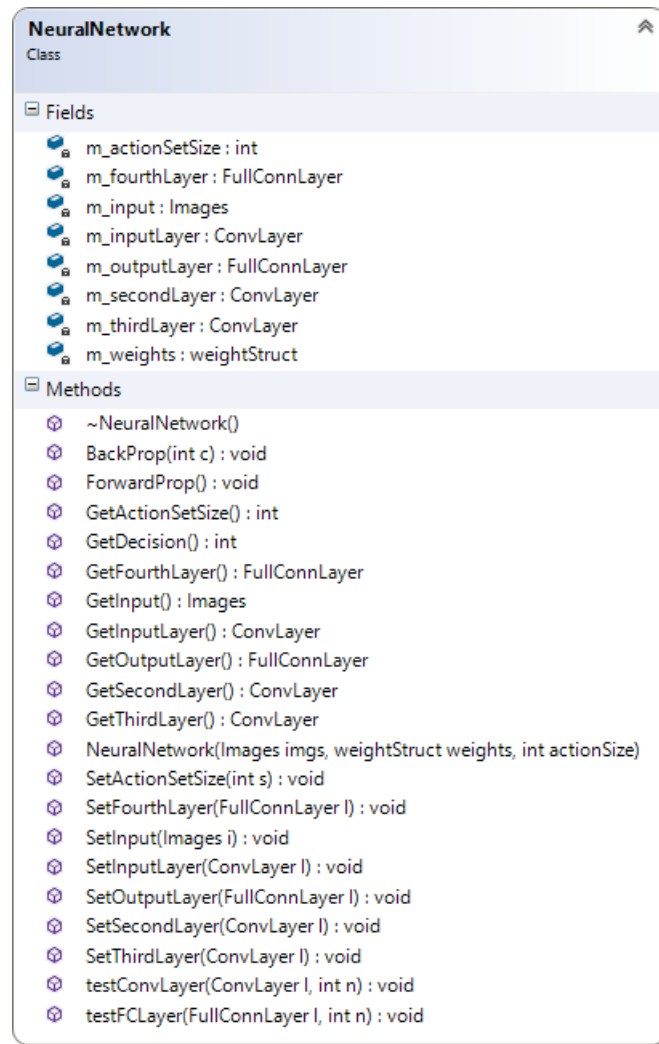 NeuralNetwork
Class
Fields
m_actionSetSize : int
m_fourthLayer : FullConnLayer
m_input : Images
m_inputLayer : ConvLayer
m_outputLayer : FullConnLayer
m_secondLayer : ConvLayer
m_thirdLayer : ConvLayer
m_weights : weightStruct
Methods
~NeuralNetwork()
BackProp(int c) : void
ForwardProp() : void
GetActionSetSize() : int
GetDecision() : int
GetFourthLayer() : FullConnLayer
GetInput() : Images
GetInputLayer() : ConvLayer
GetOutputLayer() : FullConnLayer
GetSecondLayer() : ConvLayer
GetThirdLayer() : ConvLayer
NeuralNetwork(Images imgs, weightStruct weights, int actionSize)
SetActionSetSize(int s) : void
SetFourthLayer(FullConnLayer l) : void
SetInput(Images i) : void
SetInputLayer(ConvLayer l) : void
SetOutputLayer(FullConnLayer l) : void
SetSecondLayer(ConvLayer l) : void
SetThirdLayer(ConvLayer l) : void
testConvLayer(ConvLayer l, int n) : void
testFCLayer(FullConnLayer l, int n) : void